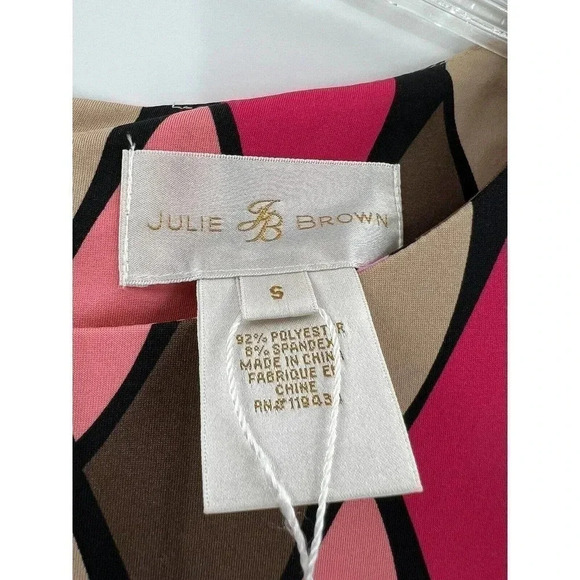 JULIE JB BROWN
S
92% POLYESTER
8% SPANDEX
MADE IN CHINA
FABRIQUE EN
CHINE